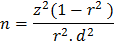 n = z²(1 − r²) / r².d²